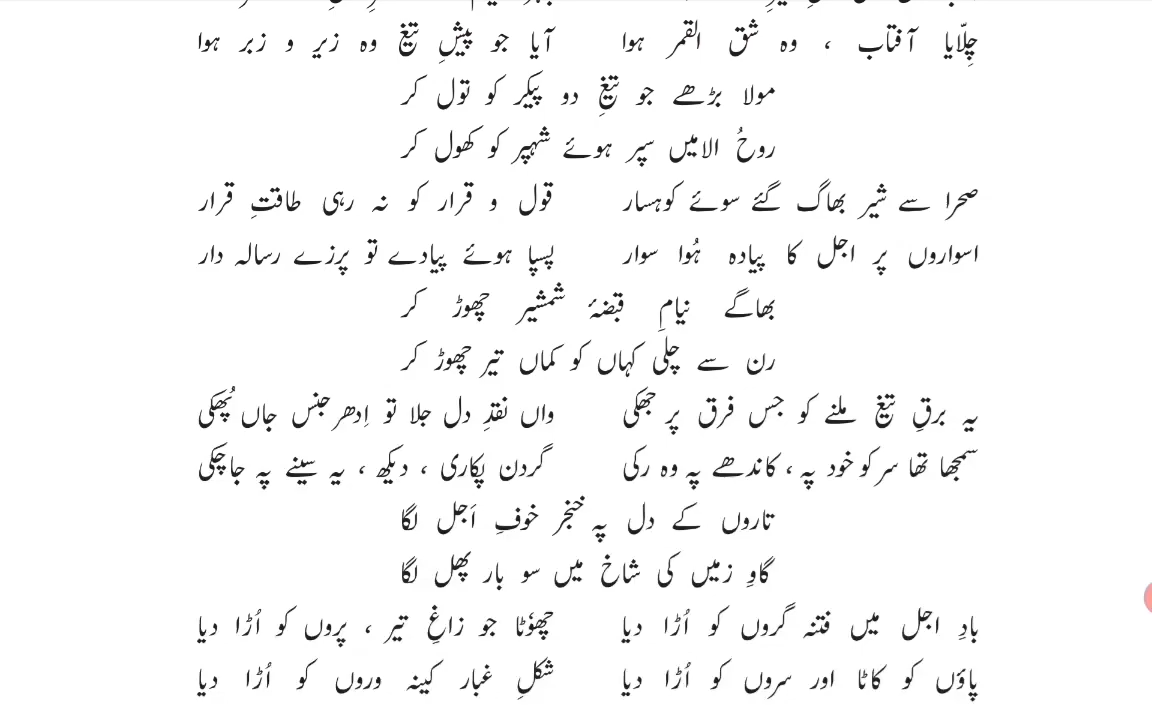 چِلّایا آفتاب ، وہ شق القمر ہوا آیا جو پیشِ تیغ وہ زیر و زبر ہوا
مولا بڑھے جو تیغِ دو پیکر کو تول کر
روحُ الامیں سپر ہوئے شہپر کو کھول کر
صحرا سے شیر بھاگ گئے سوئے کوہسار قول و قرار کو نہ رہی طاقتِ قرار
اسواروں پر اجل کا پیادہ ہُوا سوار پسپا ہوئے پیادے تو پرزے رسالہ دار
بھاگے نیامِ قبضۂ شمشیر چھوڑ کر
رن سے چلی کہاں کو کماں تیر چھوڑ کر
یہ برقِ تیغ ملنے کو جس فرق پر جھکی واں نقدِ دل جلا تو اِدھر جنس جاں پُھکی
سمجھا تھا سر کو خود پہ ، کاندھے پہ وہ رکی گردن پکاری ، دیکھ ، یہ سینے پہ جاچکی
تاروں کے دل پہ خنجر خوفِ اَجل لگا
گاوِ زمیں کی شاخ میں سو بار پھل لگا
بادِ اجل میں فتنہ گروں کو اُڑا دیا چھوٗٹا جو زاغِ تیر ، پروں کو اُڑا دیا
پاؤں کو کاٹا اور سروں کو اُڑا دیا شکلِ غبار کینہ وروں کو اُڑا دیا